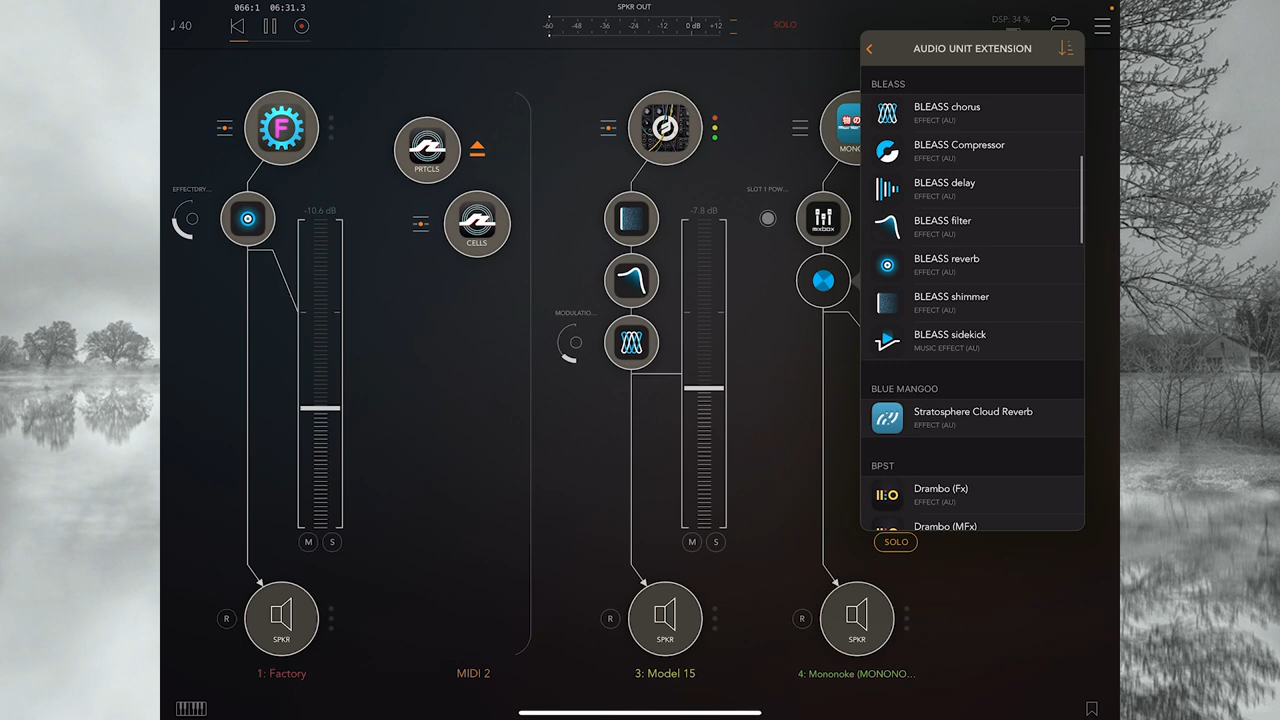 066:1 06:31.3
40
SPKR OUT
-60 -48 -36 -24 -12 0 dB +12
SOLO
DSP: 34 %
AUDIO UNIT EXTENSION
BLEASS
BLEASS chorus
EFFECT (AU)
BLEASS Compressor
EFFECT (AU)
BLEASS delay
EFFECT (AU)
BLEASS filter
EFFECT (AU)
BLEASS reverb
EFFECT (AU)
BLEASS shimmer
EFFECT (AU)
BLEASS sidekick
MUSIC EFFECT (AU)
BLUE MANGOO
Stratosphere Cloud Reverb
EFFECT (AU)
BPST
Drambo (Fx)
EFFECT (AU)
Drambo (MFx)
SOLO
F
PRTCLS
CELLS
EFFECTDRY...
-10.6 dB
M S
R
SPKR
1: Factory
MIDI 2
MODULATIO...
-7.8 dB
M S
R
SPKR
3: Model 15
物の
MONO
SLOT 1 POW...
mixbox
R
SPKR
4: Mononoke (MONONO...